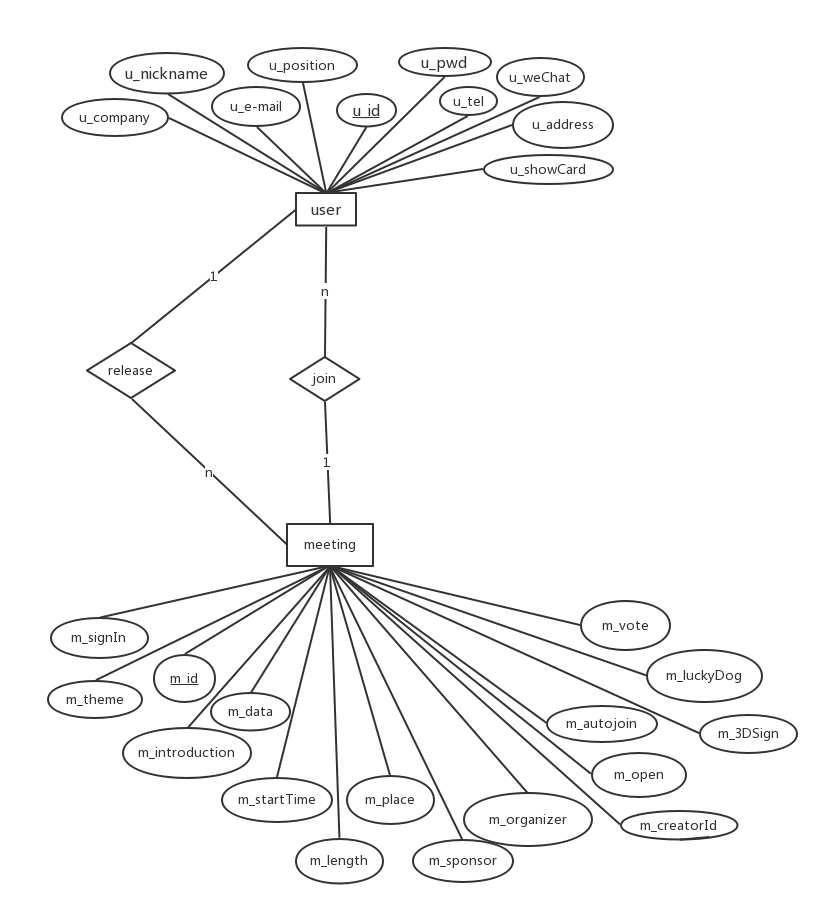 u_nickname
u_position
u_pwd
u_weChat
u_company
u_e-mail
u_id
u_tel
u_address
u_showCard
user
1
n
release
join
n
1
meeting
m_signIn
m_vote
m_theme
m_id
m_luckyDog
m_data
m_autojoin
m_3DSign
m_introduction
m_open
m_startTime
m_place
m_organizer
m_creatorId
m_length
m_sponsor